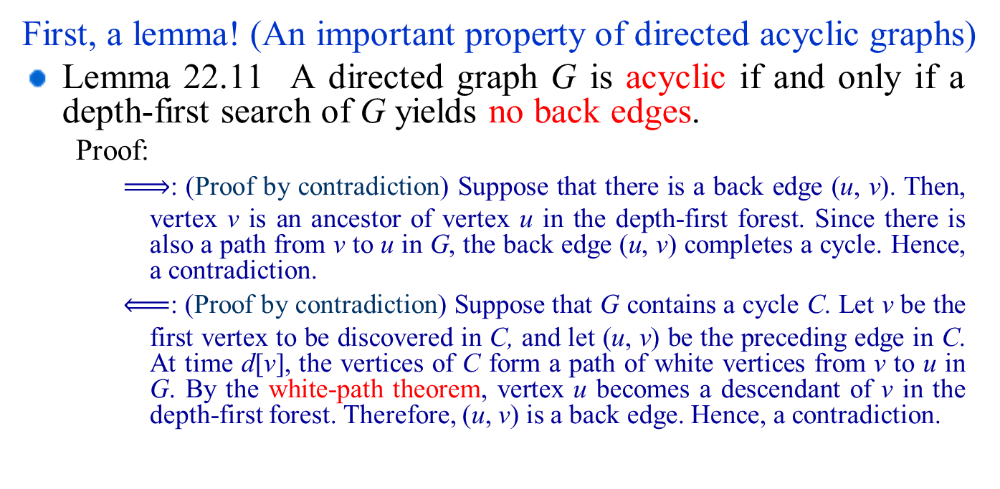 First, a lemma! (An important property of directed acyclic graphs)
Lemma 22.11 A directed graph G is acyclic if and only if a
depth-first search of G yields no back edges.
Proof:
⟹: (Proof by contradiction) Suppose that there is a back edge (u, v). Then,
vertex v is an ancestor of vertex u in the depth-first forest. Since there is
also a path from v to u in G, the back edge (u, v) completes a cycle. Hence,
a contradiction.
⟸: (Proof by contradiction) Suppose that G contains a cycle C. Let v be the
first vertex to be discovered in C, and let (u, v) be the preceding edge in C.
At time d[v], the vertices of C form a path of white vertices from v to u in
G. By the white-path theorem, vertex u becomes a descendant of v in the
depth-first forest. Therefore, (u, v) is a back edge. Hence, a contradiction.